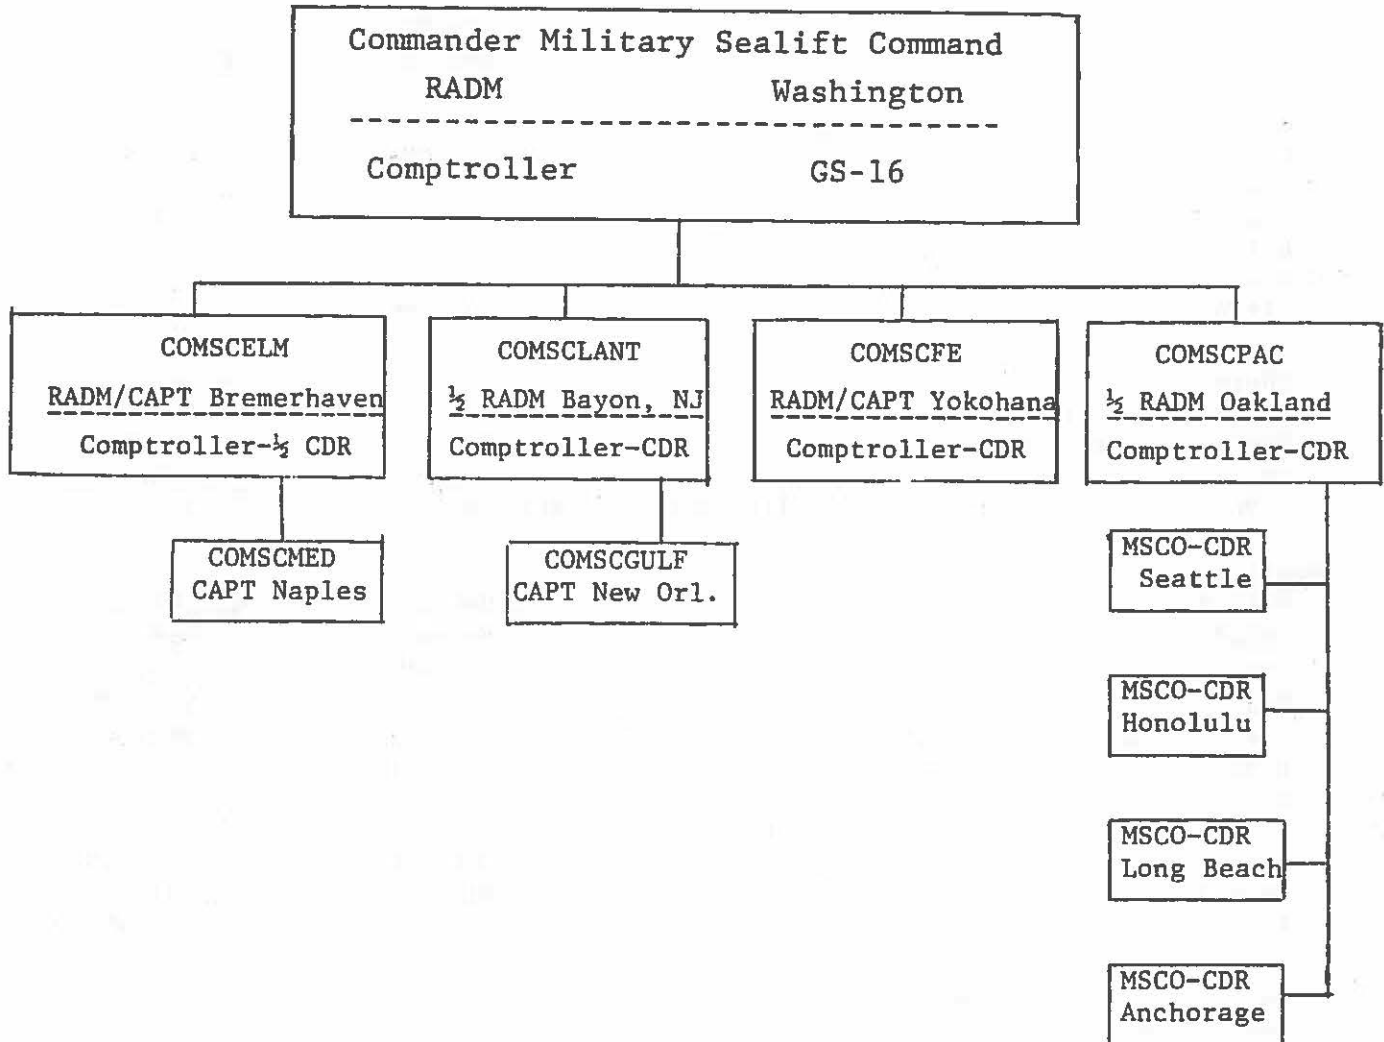 Commander Military Sealift Command
RADM Washington
Comptroller GS-16
COMSCELM
RADM/CAPT Bremerhaven
Comptroller-½ CDR
COMSCLANT
½ RADM Bayon, NJ
Comptroller-CDR
COMSCFE
RADM/CAPT Yokohana
Comptroller-CDR
COMSCPAC
½ RADM Oakland
Comptroller-CDR
COMSCMED
CAPT Naples
COMSCGULF
CAPT New Orl.
MSCO-CDR
Seattle
MSCO-CDR
Honolulu
MSCO-CDR
Long Beach
MSCO-CDR
Anchorage